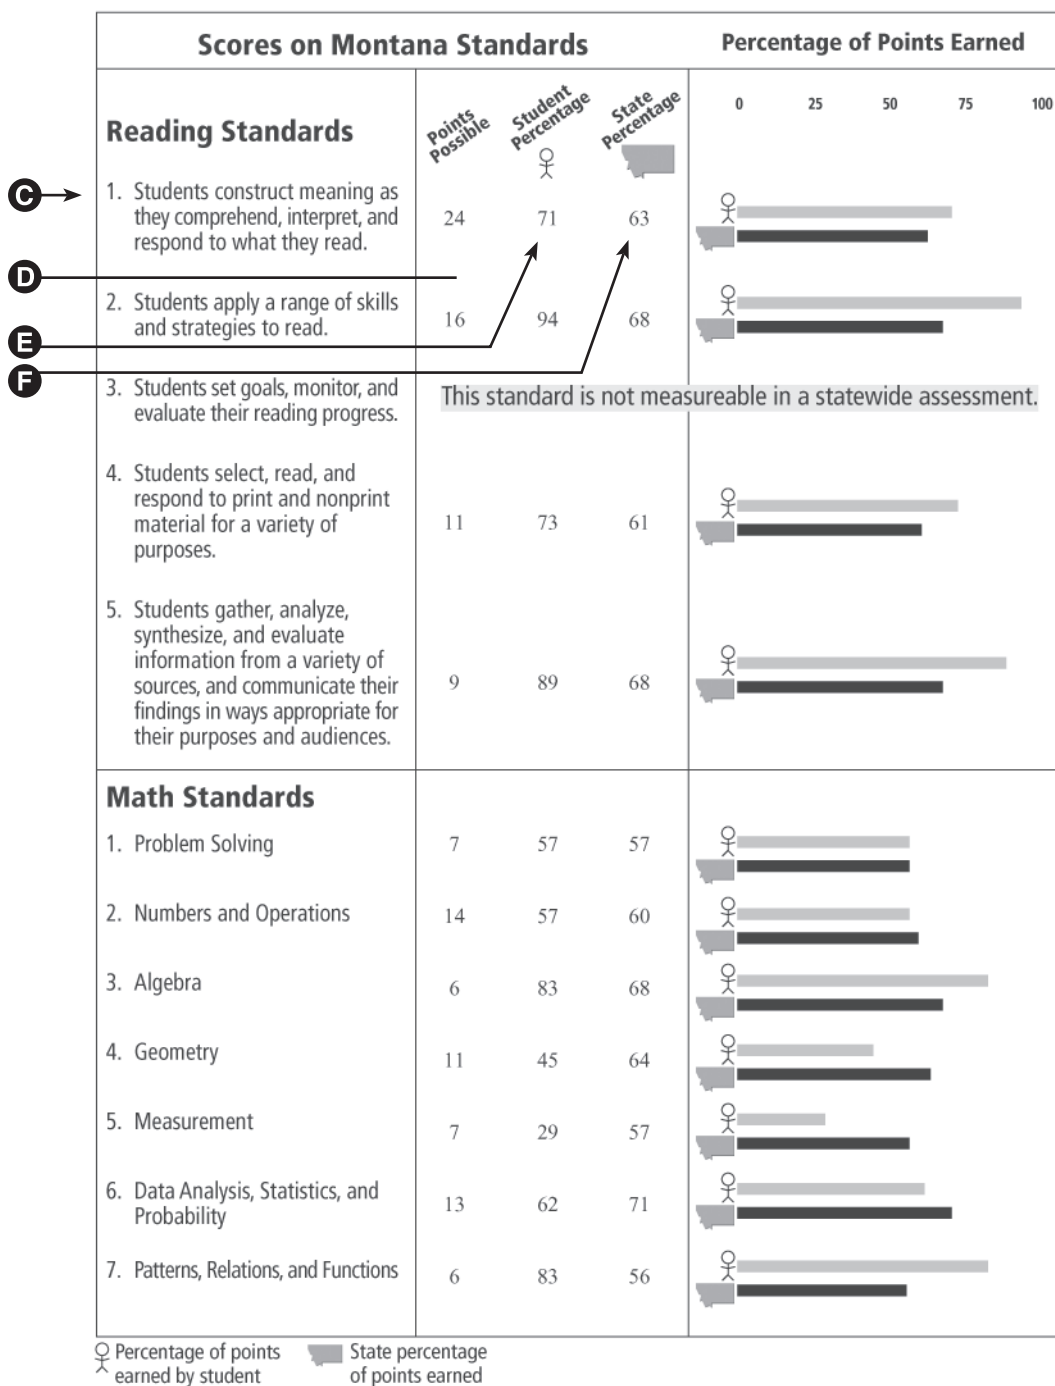 Scores on Montana Standards
Percentage of Points Earned
Reading Standards
Points
Possible
Student
Percentage
State
Percentage
0 25 50 75 100
C
1. Students construct meaning as
they comprehend, interpret, and
respond to what they read.
24 71 63
D
2. Students apply a range of skills
and strategies to read.
16 94 68
E
F
3. Students set goals, monitor, and
evaluate their reading progress.
This standard is not measureable in a statewide assessment.
4. Students select, read, and
respond to print and nonprint
material for a variety of
purposes.
11 73 61
5. Students gather, analyze,
synthesize, and evaluate
information from a variety of
sources, and communicate their
findings in ways appropriate for
their purposes and audiences.
9 89 68
Math Standards
1. Problem Solving 7 57 57
2. Numbers and Operations 14 57 60
3. Algebra 6 83 68
4. Geometry 11 45 64
5. Measurement 7 29 57
6. Data Analysis, Statistics, and
Probability
13 62 71
7. Patterns, Relations, and Functions 6 83 56
Percentage of points
earned by student
State percentage
of points earned